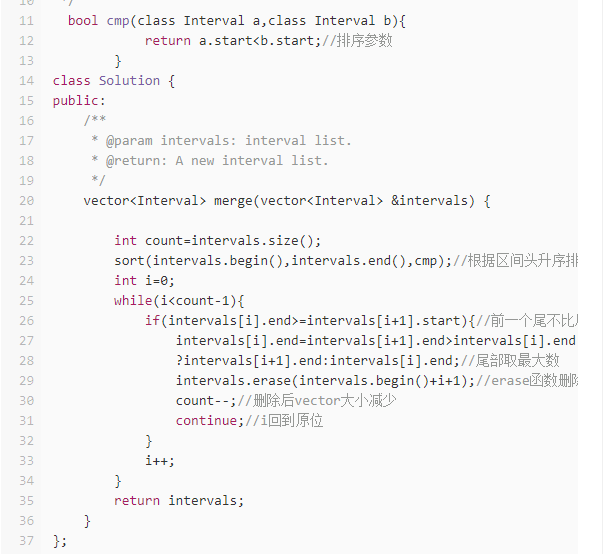 10 */
11 bool cmp(class Interval a,class Interval b){
12 return a.start<b.start;//排序参数
13 }
14 class Solution {
15 public:
16 /**
17 * @param intervals: interval list.
18 * @return: A new interval list.
19 */
20 vector<Interval> merge(vector<Interval> &intervals) {
21
22 int count=intervals.size();
23 sort(intervals.begin(),intervals.end(),cmp);//根据区间头升序排
24 int i=0;
25 while(i<count-1){
26 if(intervals[i].end>=intervals[i+1].start){//前一个尾不比
27 intervals[i].end=intervals[i+1].end>intervals[i].end
28 ?intervals[i+1].end:intervals[i].end;//尾部取最大数
29 intervals.erase(intervals.begin()+i+1);//erase函数删除
30 count--;//删除后vector大小减少
31 continue;//i回到原位
32 }
33 i++;
34 }
35 return intervals;
36 }
37 };